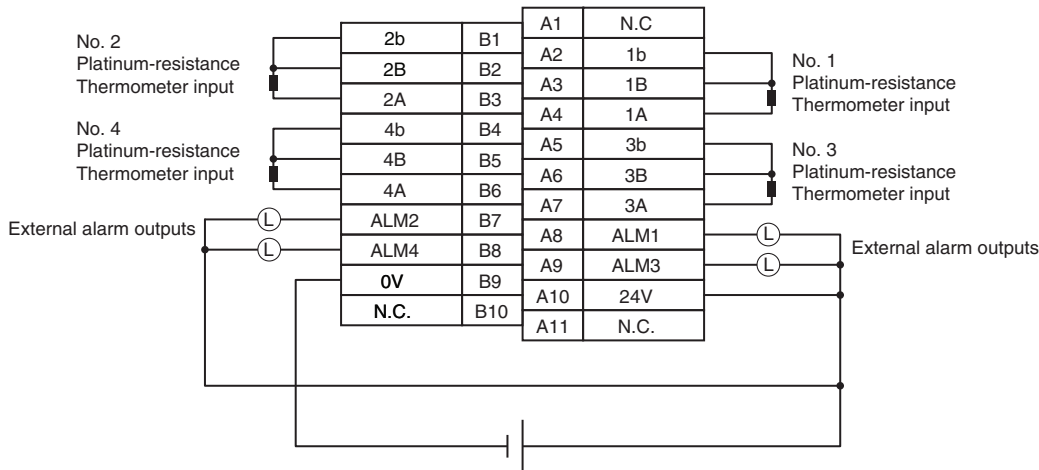 No. 2
Platinum-resistance
Thermometer input
No. 4
Platinum-resistance
Thermometer input
External alarm outputs
L
L
2b B1
2B B2
2A B3
4b B4
4B B5
4A B6
ALM2 B7
ALM4 B8
0V B9
N.C. B10
A1 N.C
A2 1b
A3 1B
A4 1A
A5 3b
A6 3B
A7 3A
A8 ALM1
A9 ALM3
A10 24V
A11 N.C.
No. 1
Platinum-resistance
Thermometer input
No. 3
Platinum-resistance
Thermometer input
L
L
External alarm outputs